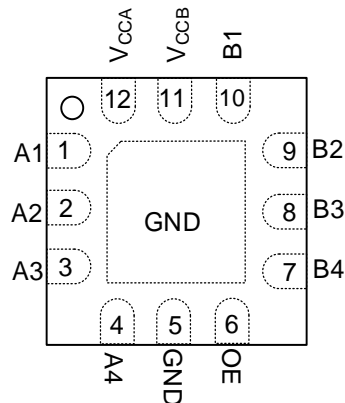 VCCA VCCB B1
12 11 10
A1 1 9 B2
A2 2 GND 8 B3
A3 3 7 B4
4 5 6
A4 GND OE